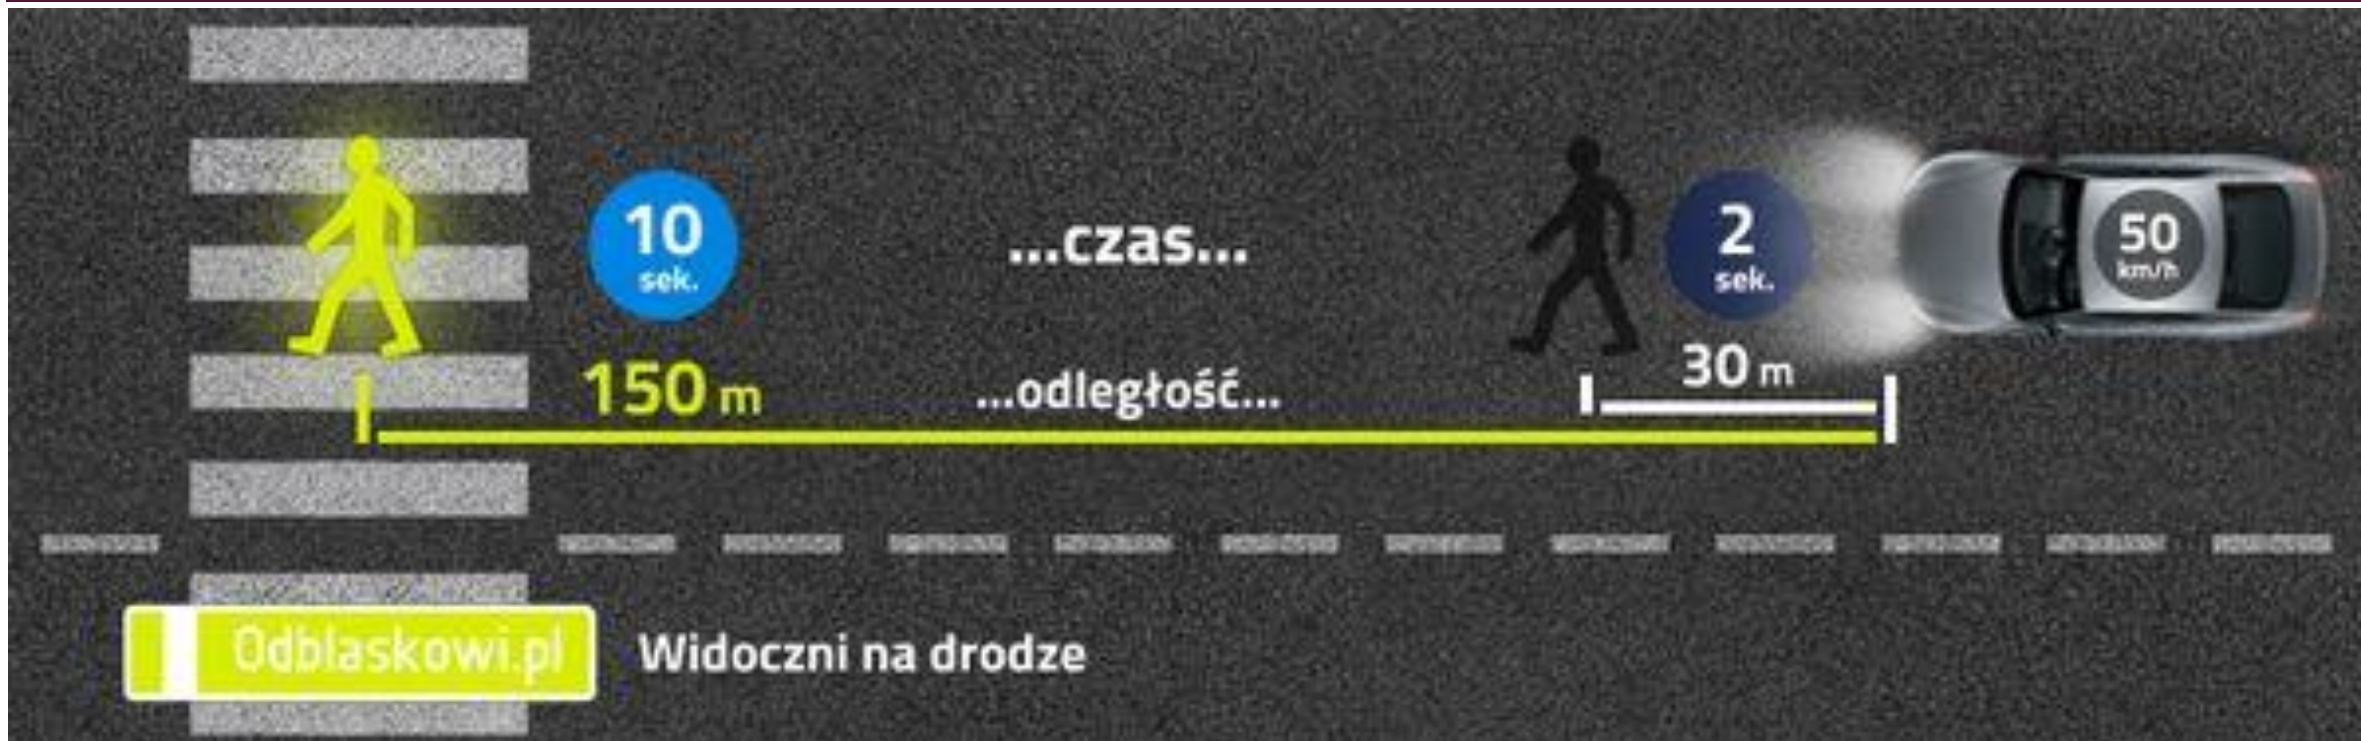 10
sek.
...czas...
2
sek.
50
km/h
150 m
...odległość...
30 m
Odblaskowi.pl
Widoczni na drodze